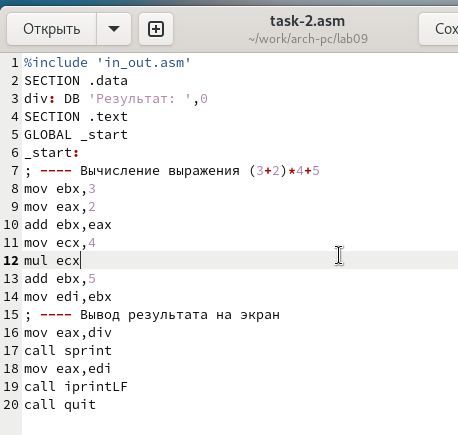 Открыть
task-2.asm
~/work/arch-pc/lab09
Сох
1 %include 'in_out.asm'
2 SECTION .data
3 div: DB 'Результат: ',0
4 SECTION .text
5 GLOBAL _start
6 _start:
7 ; ---- Вычисление выражения (3+2)*4+5
8 mov ebx,3
9 mov eax,2
10 add ebx,eax
11 mov ecx,4
12 mul ecx
13 add ebx,5
14 mov edi,ebx
15 ; ---- Вывод результата на экран
16 mov eax,div
17 call sprint
18 mov eax,edi
19 call iprintLF
20 call quit